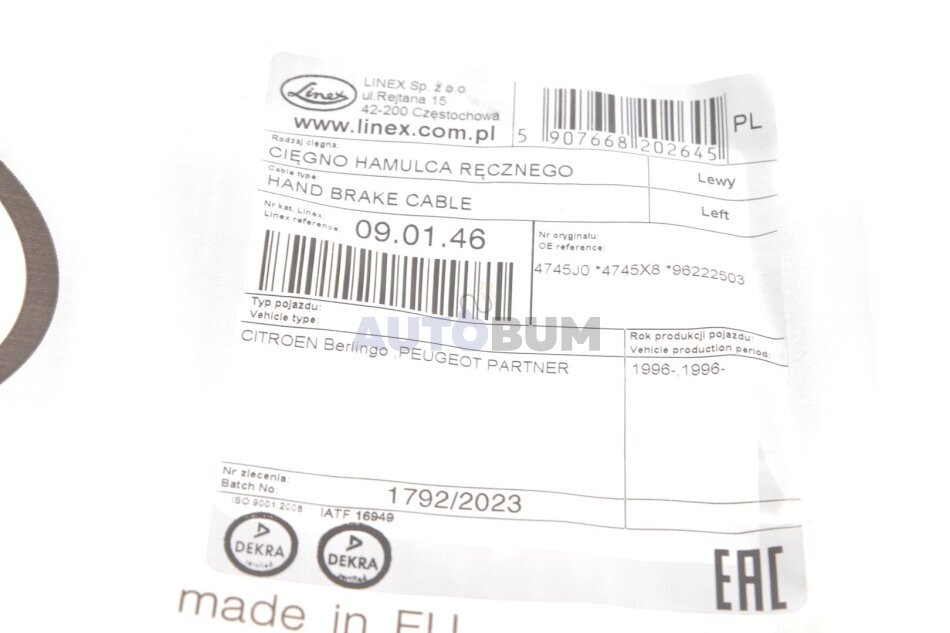 Linex
LINEX Sp. z o.o.
ul.Rejtana 15
42-200 Częstochowa
www.linex.com.pl
5 907668 202645
PL
Rodzaj cięgna:
CIĘGNO HAMULCA RĘCZNEGO
Lewy
Cable type:
HAND BRAKE CABLE
Left
Nr kat. Linex:
Linex reference
09.01.46
Nr oryginału:
OE reference:
4745J0 *4745X8 *96222503
Typ pojazdu:
Vehicle type:
AUTOBUM
CITROEN Berlingo ,PEUGEOT PARTNER
Rok produkcji pojazdu:
Vehicle production period:
1996-,1996-
Nr zlecenia:
Batch No:
1792/2023
ISO 9001:2008
IATF 16949
DEKRA
DEKRA
EAC
made in EU